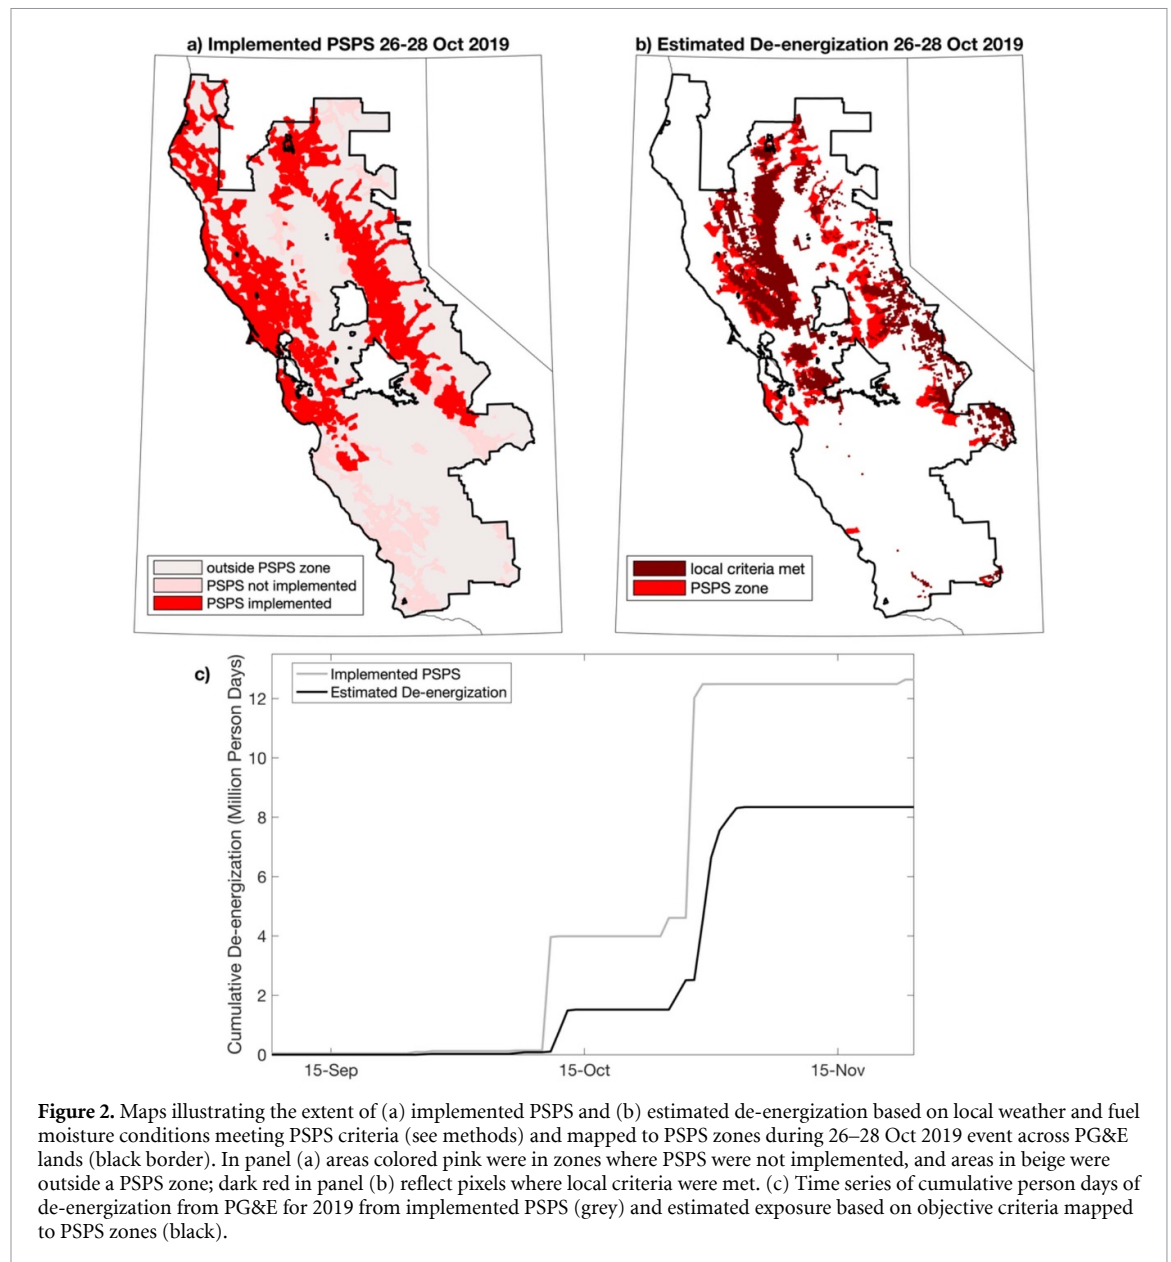 a) Implemented PSPS 26-28 Oct 2019
b) Estimated De-energization 26-28 Oct 2019
outside PSPS zone
PSPS not implemented
PSPS implemented
local criteria met
PSPS zone
c)
Cumulative De-energization (Million Person Days)
Implemented PSPS
Estimated De-energization
12
10
8
6
4
2
0
15-Sep
15-Oct
15-Nov
Figure 2. Maps illustrating the extent of (a) implemented PSPS and (b) estimated de-energization based on local weather and fuel
moisture conditions meeting PSPS criteria (see methods) and mapped to PSPS zones during 26–28 Oct 2019 event across PG&E
lands (black border). In panel (a) areas colored pink were in zones where PSPS were not implemented, and areas in beige were
outside a PSPS zone; dark red in panel (b) reflect pixels where local criteria were met. (c) Time series of cumulative person days of
de-energization from PG&E for 2019 from implemented PSPS (grey) and estimated exposure based on objective criteria mapped
to PSPS zones (black).